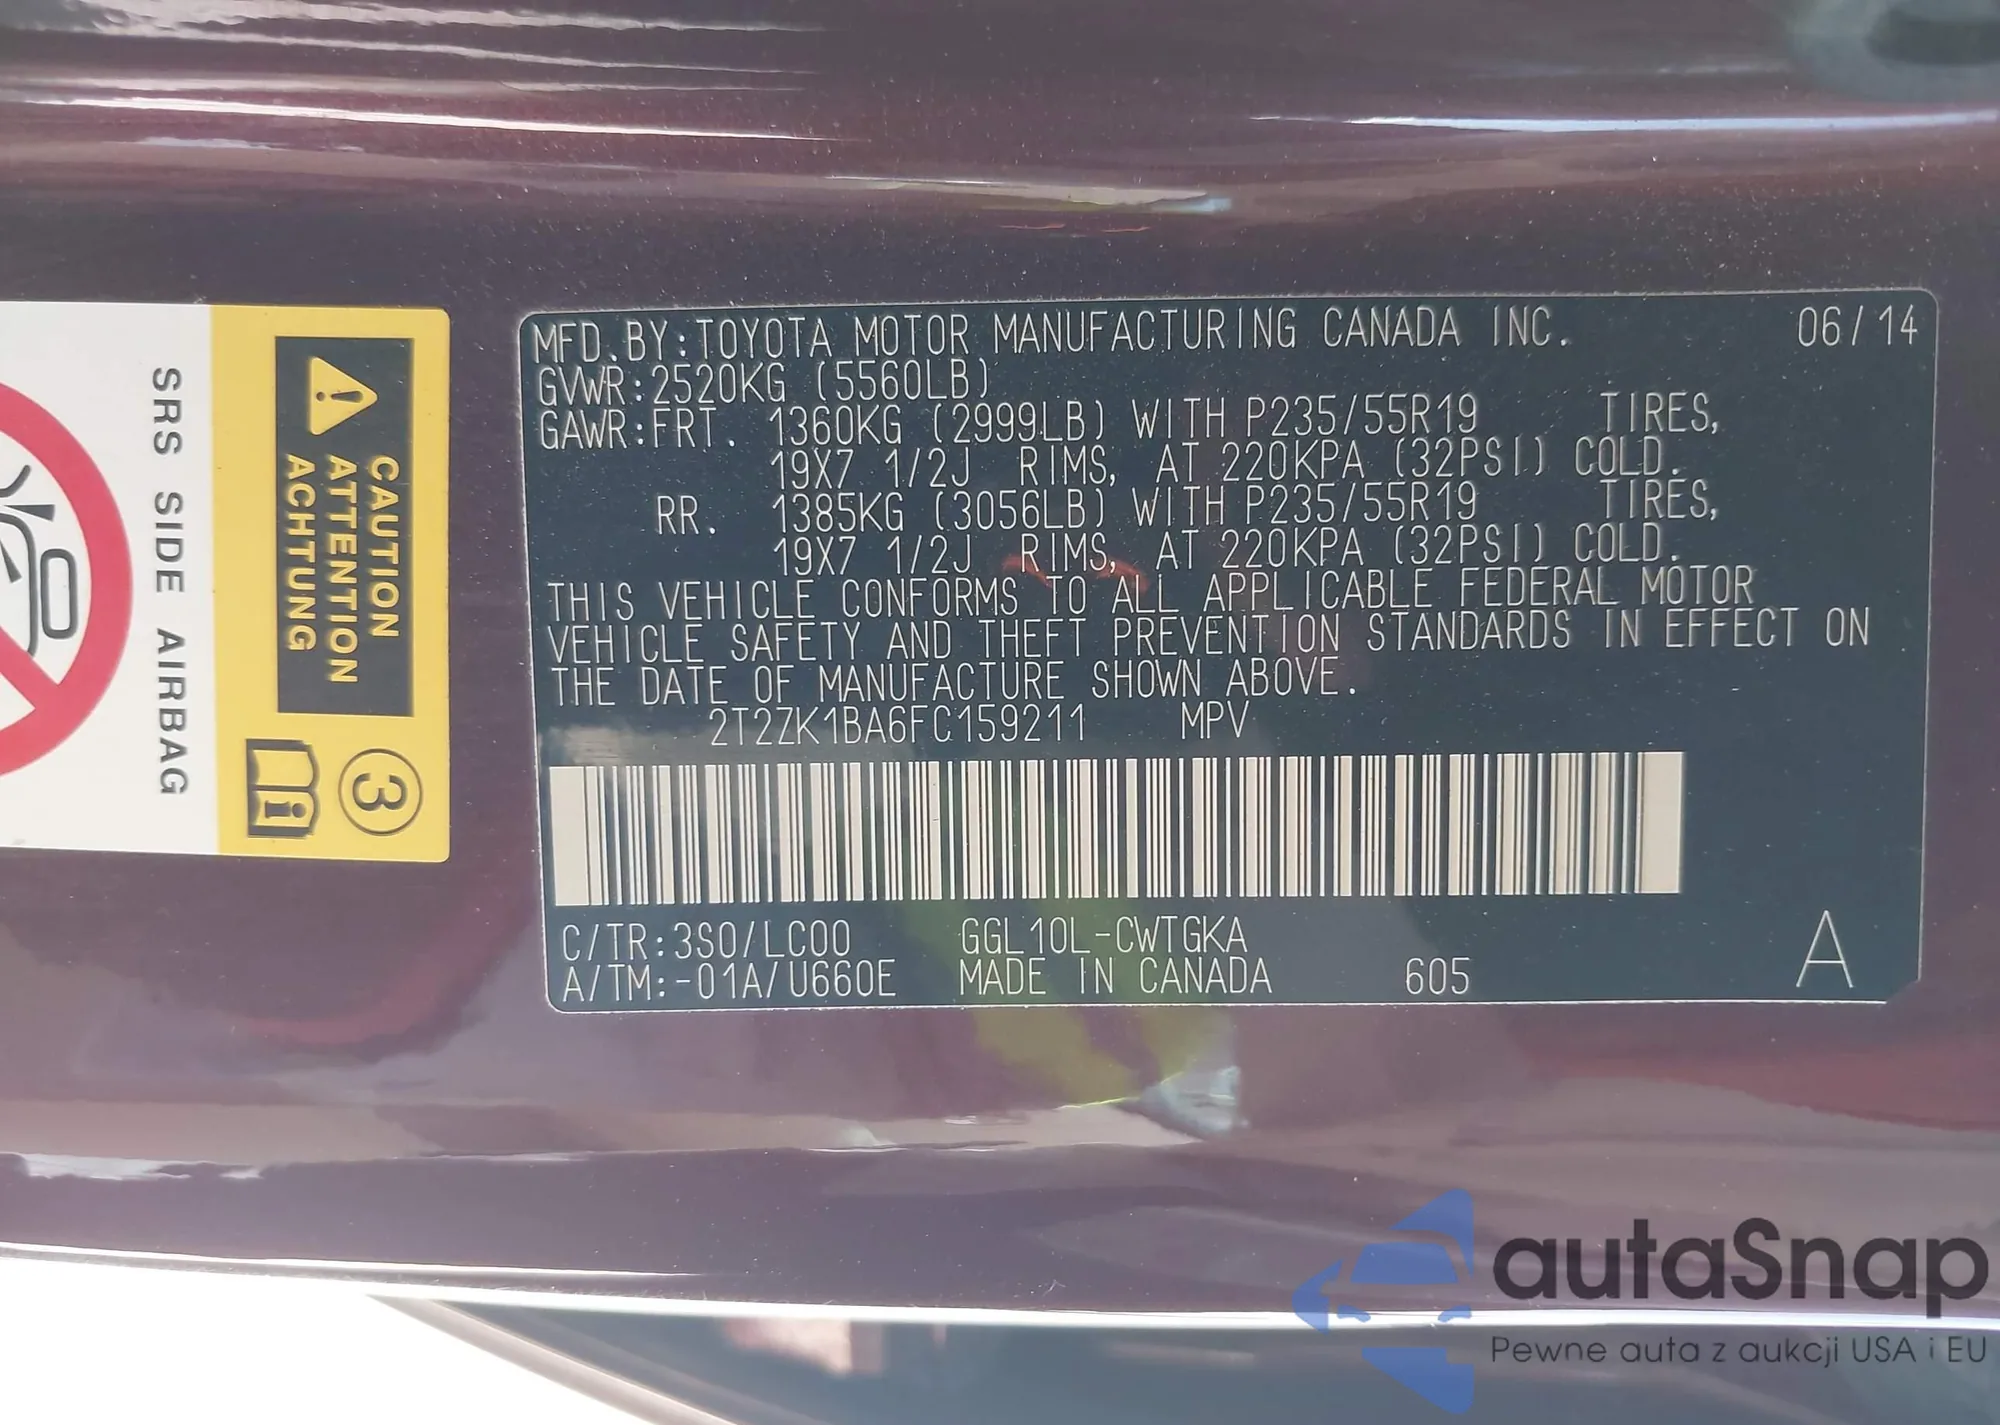 SRS SIDE AIRBAG
CAUTION
ATTENTION
ACHTUNG
3
i
MFD.BY:TOYOTA MOTOR MANUFACTURING CANADA INC. 06/14
GVWR:2520KG (5560LB)
GAWR:FRT. 1360KG (2999LB) WITH P235/55R19 TIRES,
19X7 1/2J RIMS, AT 220KPA (32PSI) COLD.
RR. 1385KG (3056LB) WITH P235/55R19 TIRES,
19X7 1/2J RIMS, AT 220KPA (32PSI) COLD.
THIS VEHICLE CONFORMS TO ALL APPLICABLE FEDERAL MOTOR
VEHICLE SAFETY AND THEFT PREVENTION STANDARDS IN EFFECT ON
THE DATE OF MANUFACTURE SHOWN ABOVE.
2T2ZK1BA6FC159211 MPV
C/TR:3S0/LC00 GGL10L-CWTGKA
A/TM:-01A/U660E MADE IN CANADA 605 A
autaSnap
Pewne auta z aukcji USA i EU